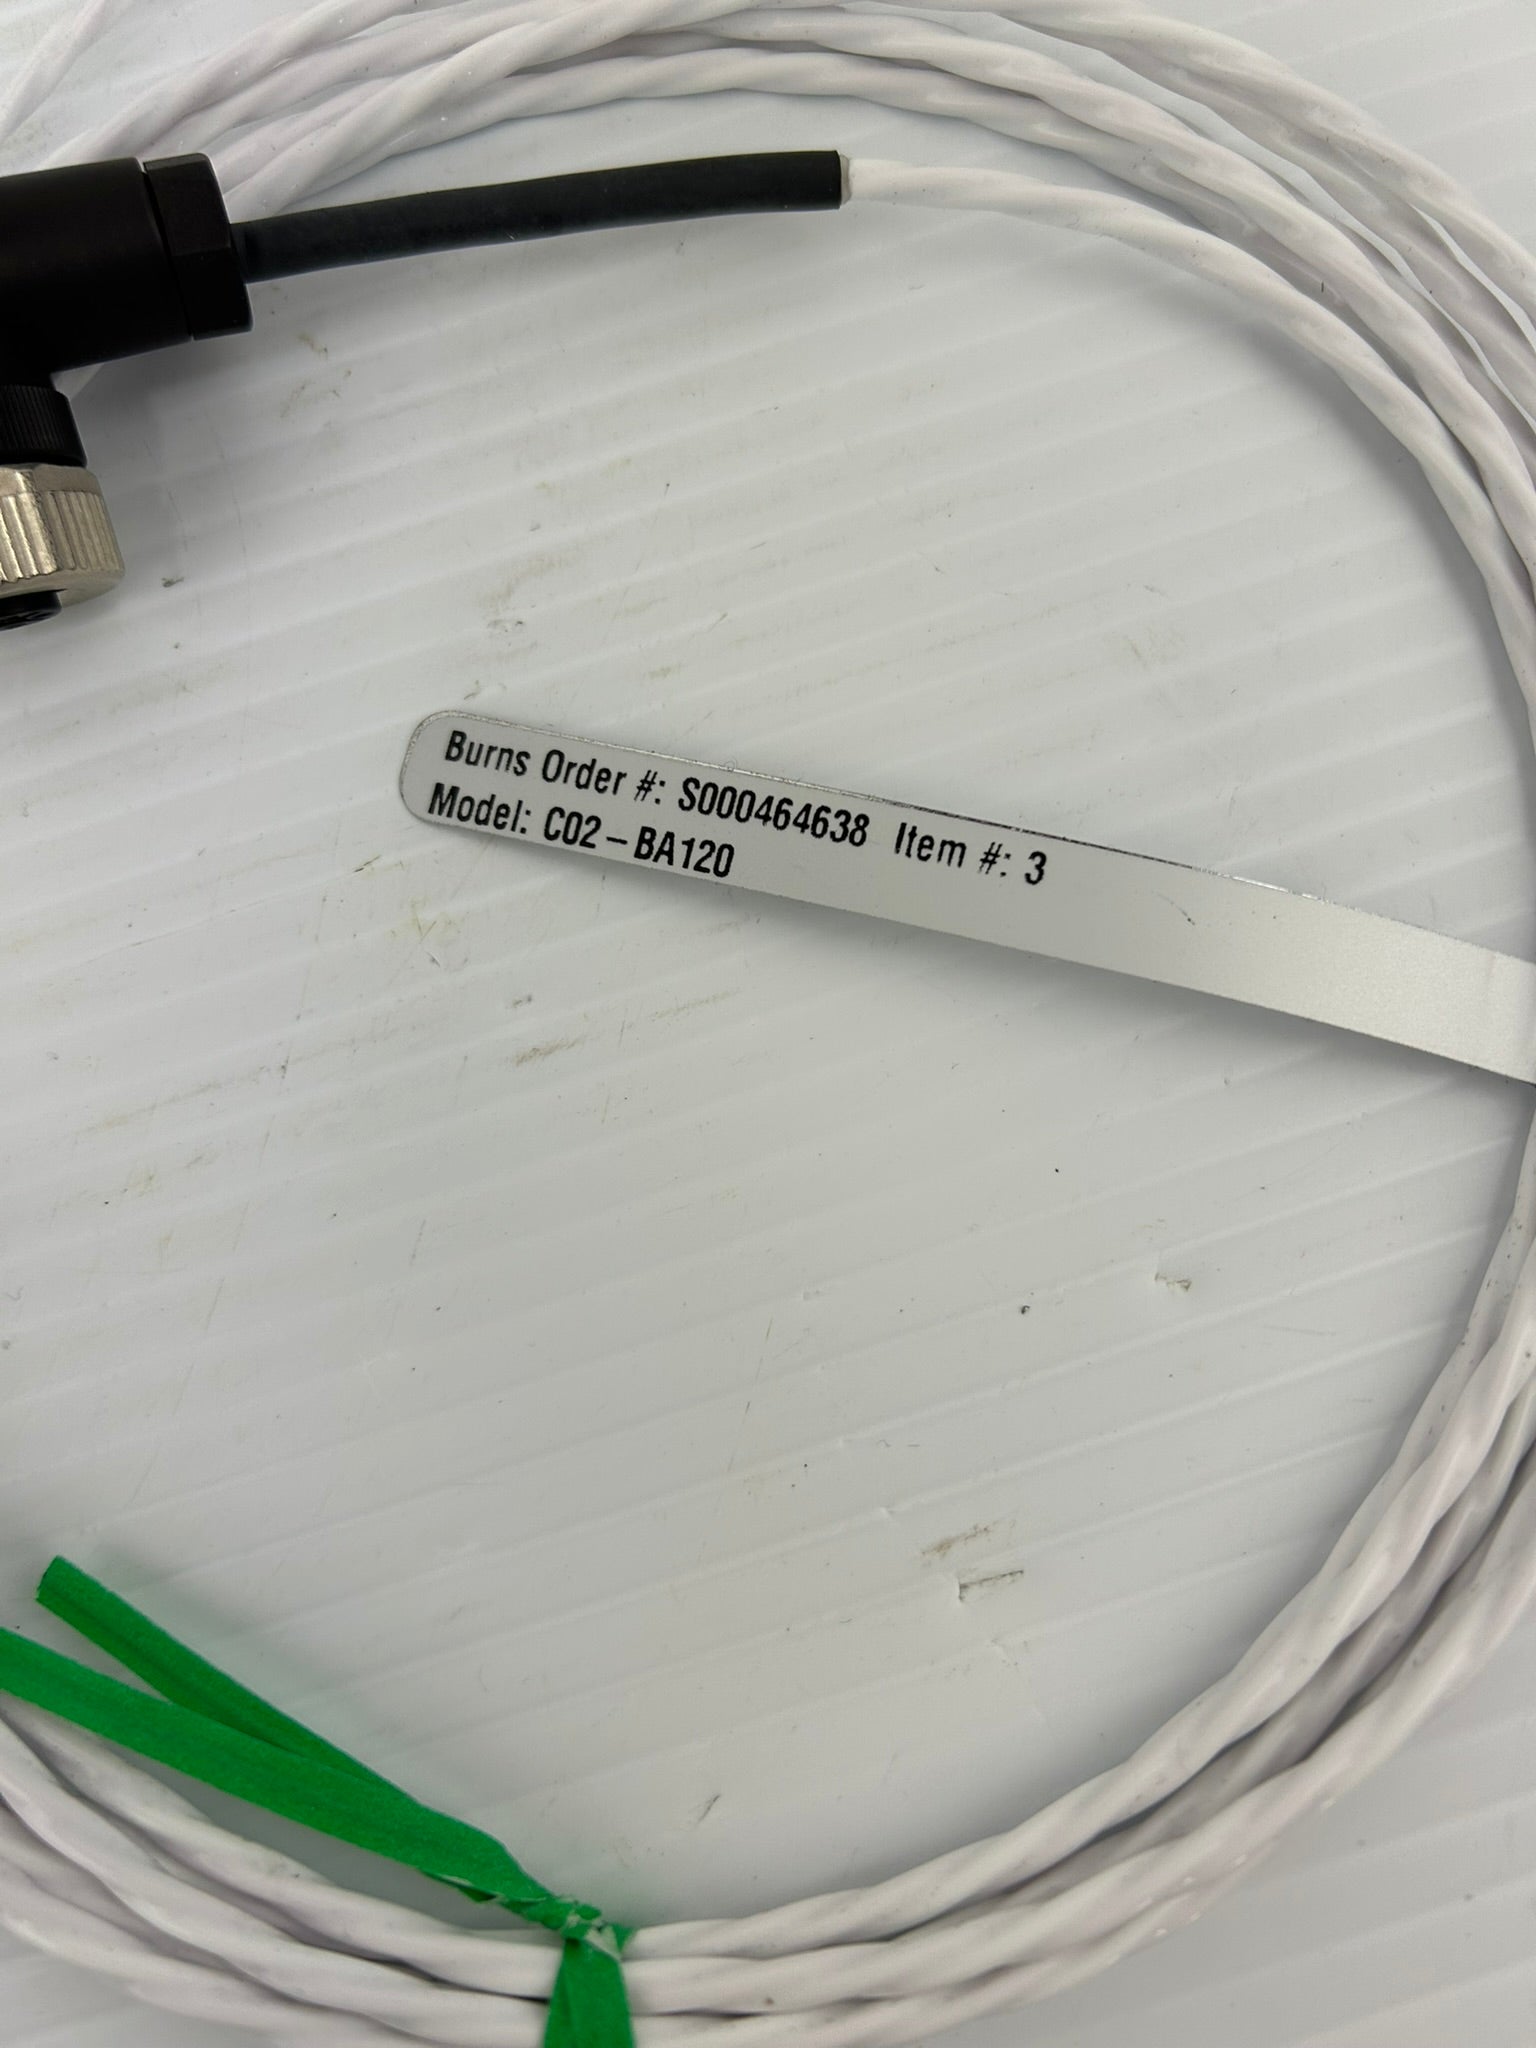 Burns Order #: S000464638 Item #: 3
Model: C02-BA120